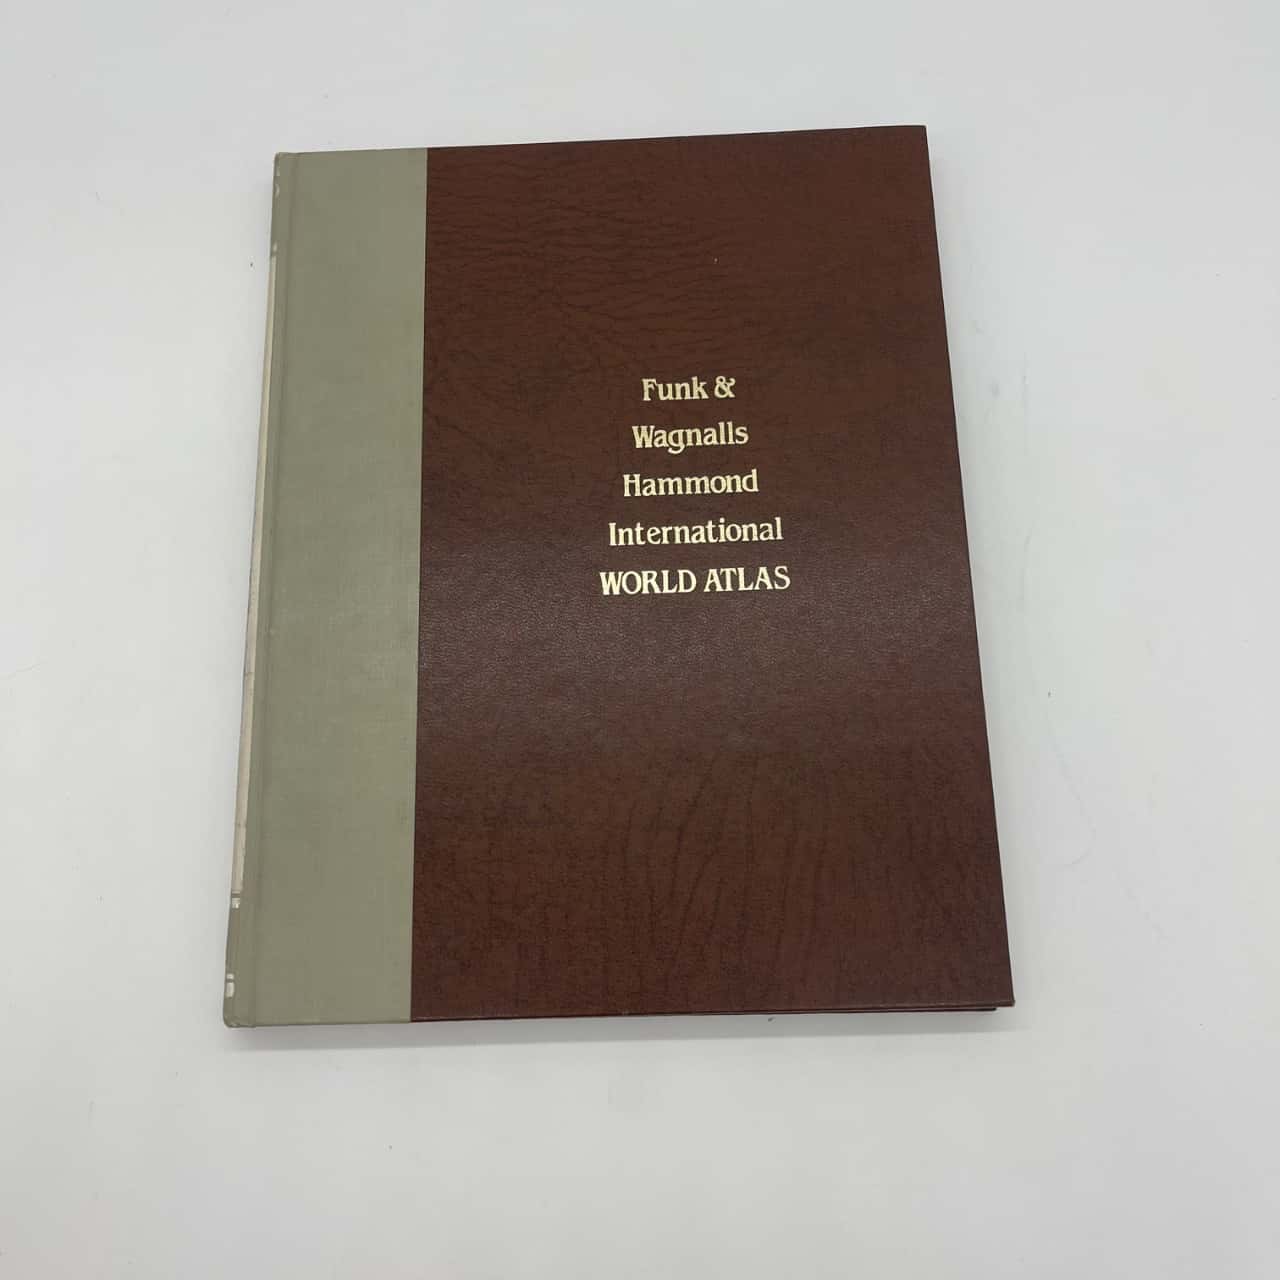 Funk &
Wagnalls
Hammond
International
WORLD ATLAS